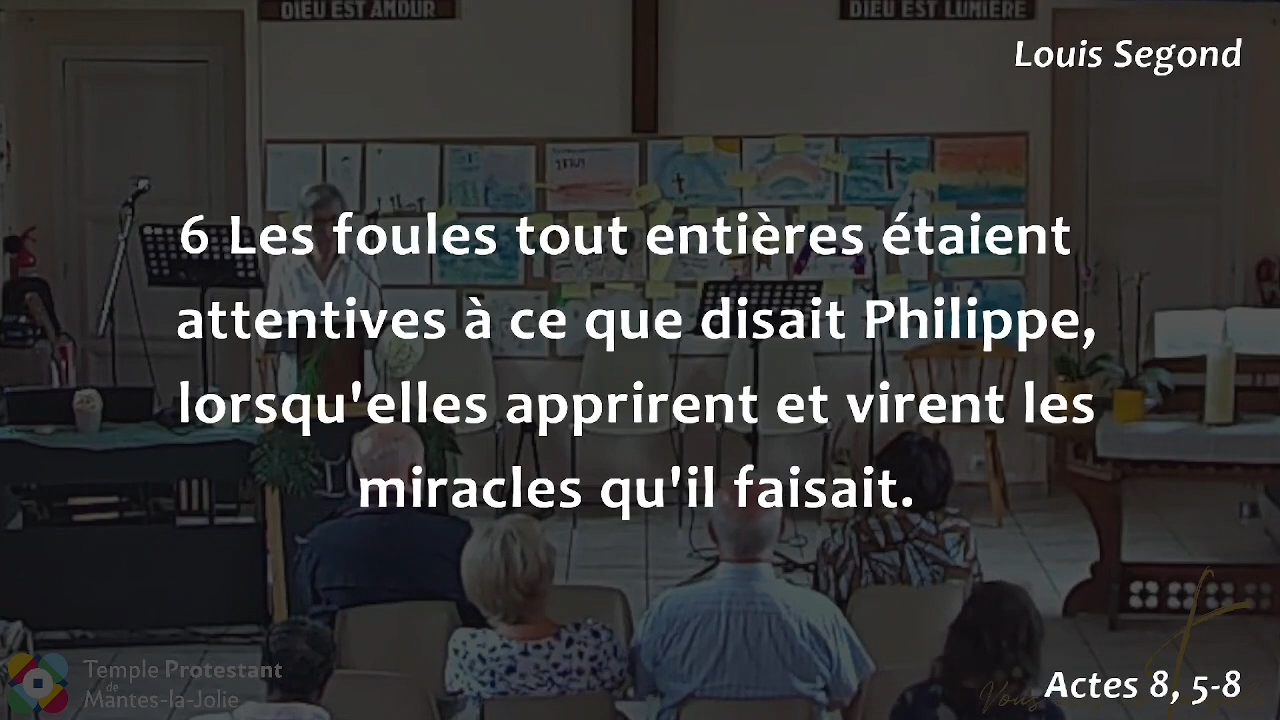 DIEU EST AMOUR
DIEU EST LUMIERE
Louis Segond
6 Les foules tout entières étaient
attentives à ce que disait Philippe,
lorsqu'elles apprirent et virent les
miracles qu'il faisait.
Temple Protestant
de
Mantes-la-Jolie
Vous
Actes 8, 5-8